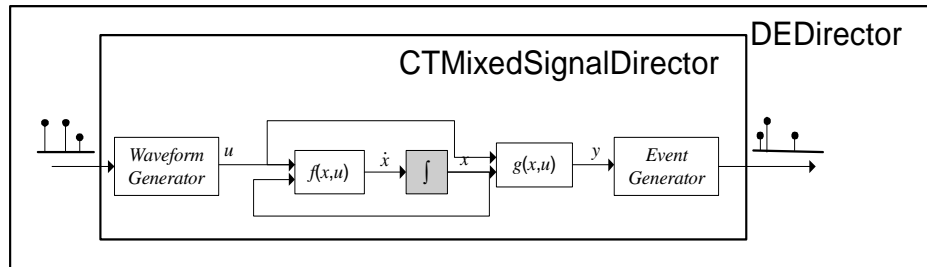 DEDirector
CTMixedSignalDirector
Waveform
Generator
u
f(x,u)
ẋ
∫
x
g(x,u)
y
Event
Generator